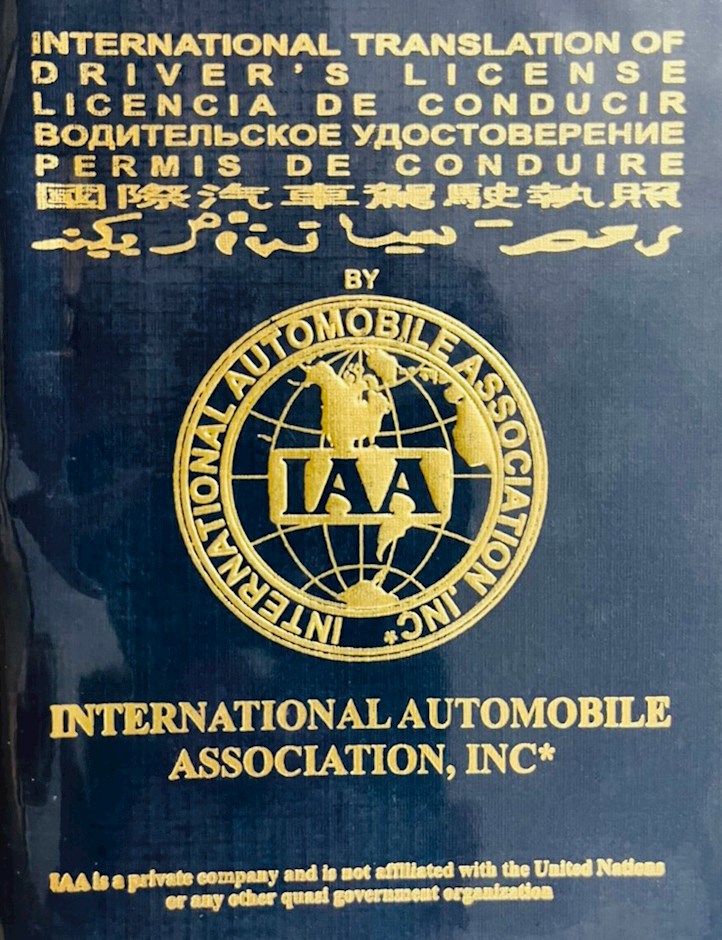 INTERNATIONAL TRANSLATION OF
DRIVER'S LICENSE
LICENCIA DE CONDUCIR
ВОДИТЕЛЬСКОЕ УДОСТОВЕРЕНИЕ
PERMIS DE CONDUIRE
國際汽車駕駛執照
BY
INTERNATIONAL AUTOMOBILE ASSOCIATION, INC*
IAA
INTERNATIONAL AUTOMOBILE
ASSOCIATION, INC*
IAA is a private company and is not affiliated with the United Nations
or any other quasi government organization